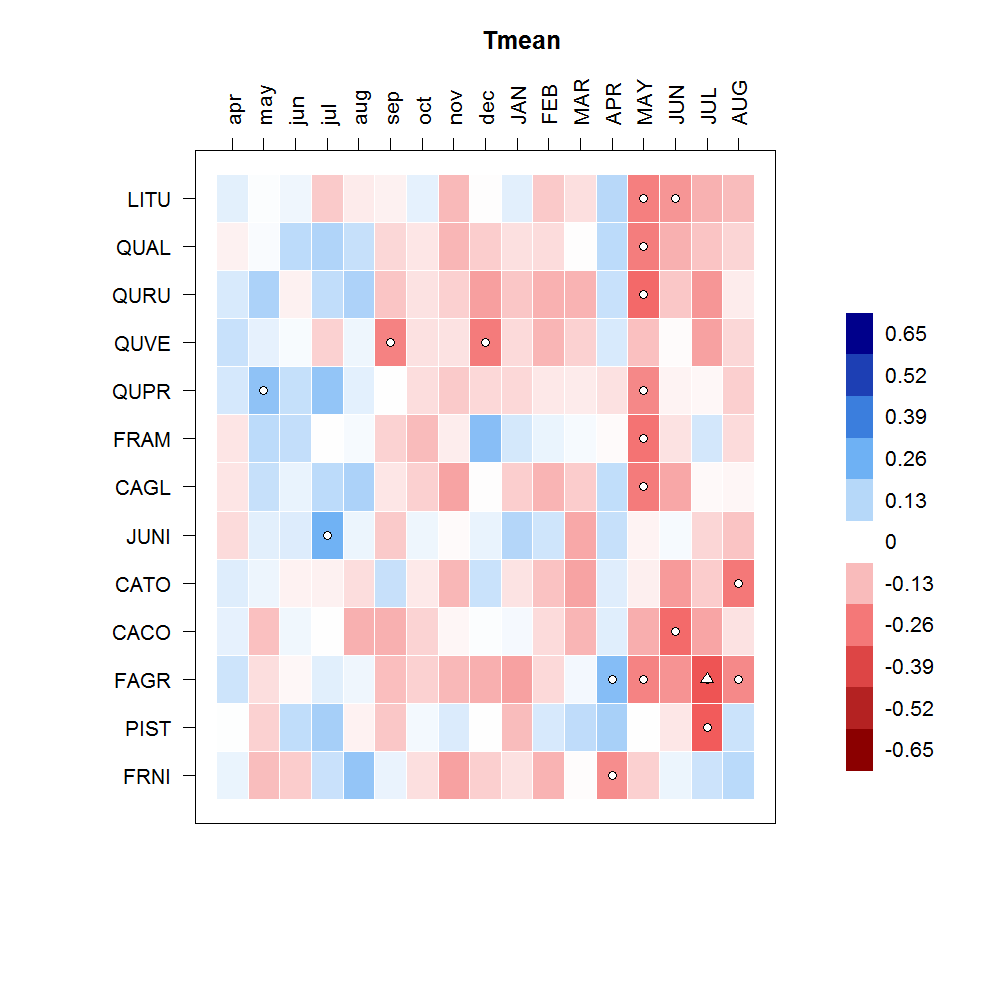 Tmean
apr may jun jul aug sep oct nov dec JAN FEB MAR APR MAY JUN JUL AUG
LITU
QUAL
QURU
QUVE
QUPR
FRAM
CAGL
JUNI
CATO
CACO
FAGR
PIST
FRNI
0.65
0.52
0.39
0.26
0.13
0
-0.13
-0.26
-0.39
-0.52
-0.65